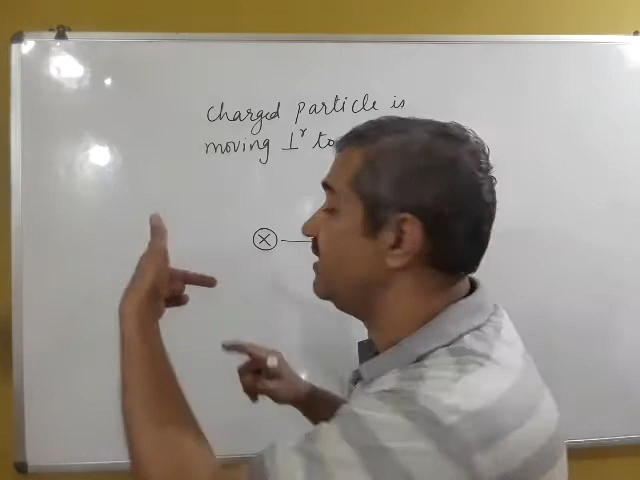 Charged particle is
moving ⊥ʳ to
⊗ —